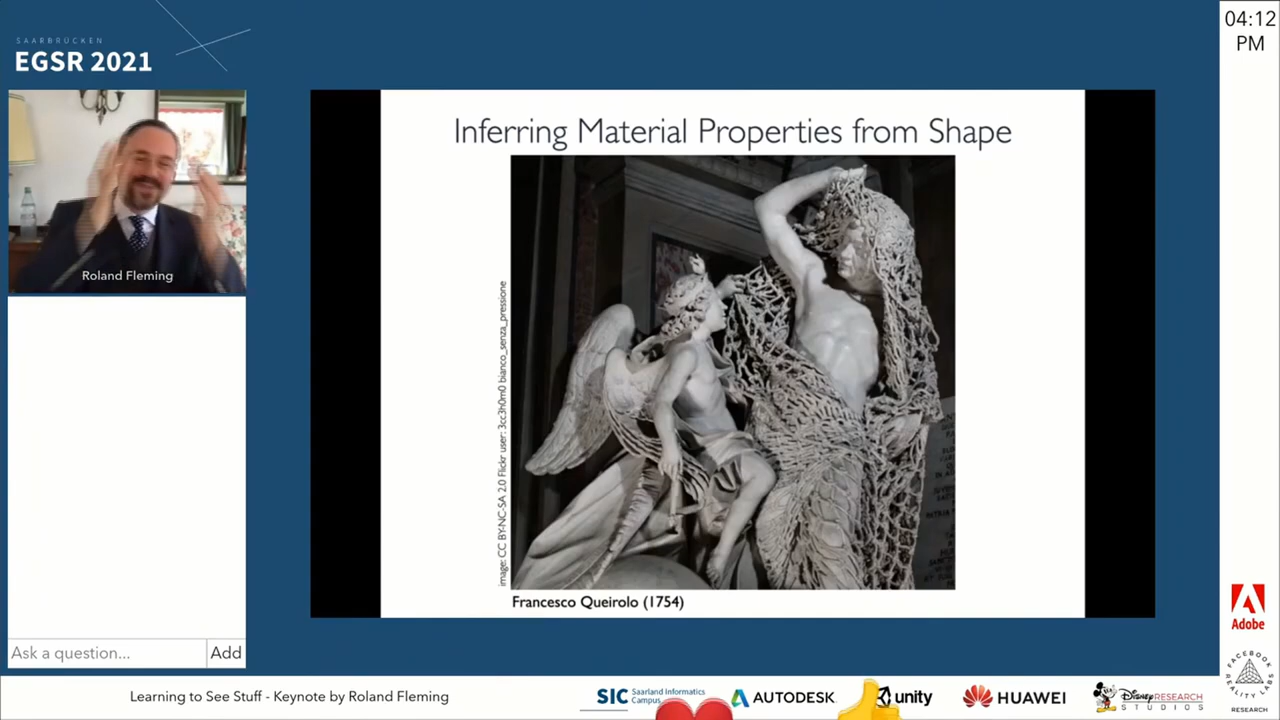 04:12
PM
SAARBRÜCKEN
EGSR 2021
Roland Fleming
Inferring Material Properties from Shape
image: CC BY-NC-SA 2.0 Flickr user: 3cc3h0m0 bianco_senza_pressione
Francesco Queirolo (1754)
Ask a question...
Add
Learning to See Stuff - Keynote by Roland Fleming
SIC Saarland Informatics
Campus
AUTODESK
unity
HUAWEI
Disney RESEARCH
STUDIOS
Adobe
FACEBOOK
REALITY LABS
RESEARCH